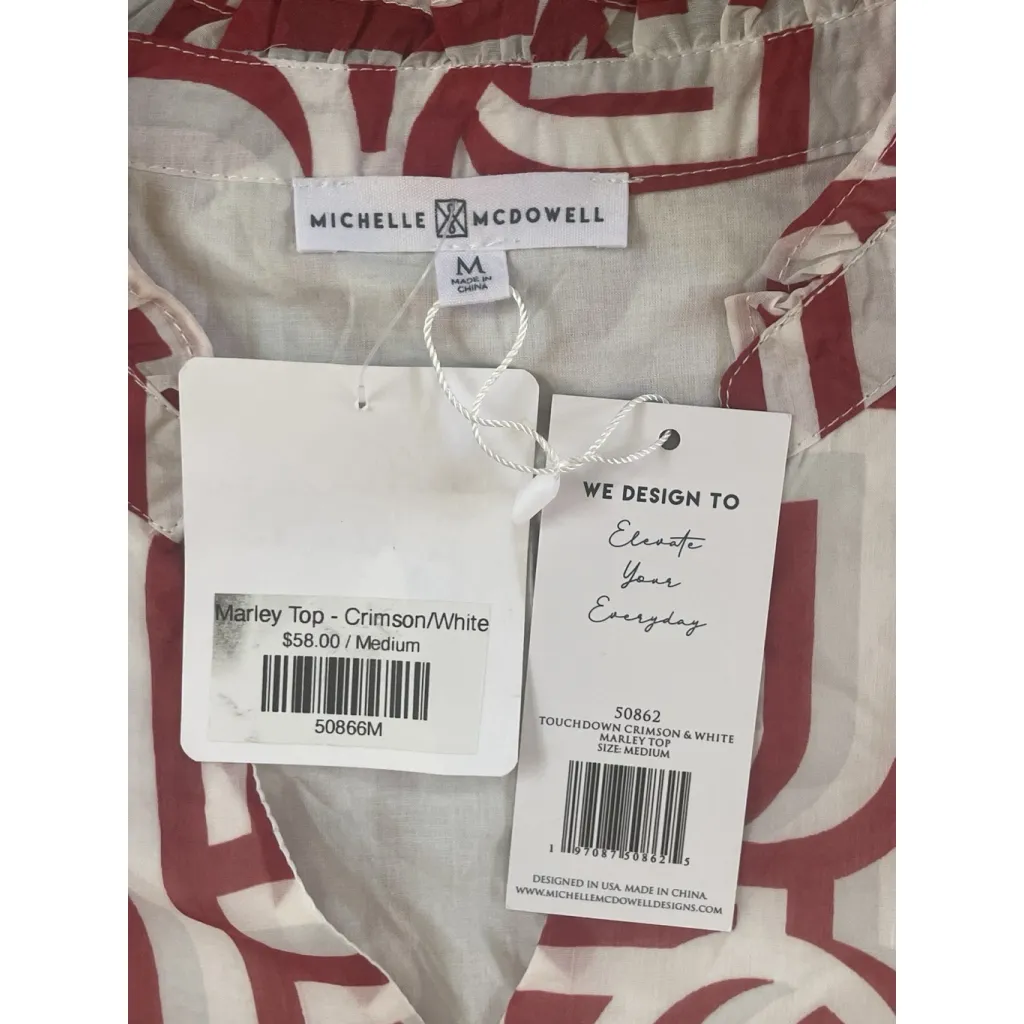 MICHELLE MCDOWELL
M
MADE IN
CHINA
Marley Top - Crimson/White
$58.00 / Medium
50866M
WE DESIGN TO
Elevate
Your
Everyday
50862
TOUCHDOWN CRIMSON & WHITE
MARLEY TOP
SIZE: MEDIUM
1 97087 50862 5
DESIGNED IN USA. MADE IN CHINA.
WWW.MICHELLEMCDOWELLDESIGNS.COM